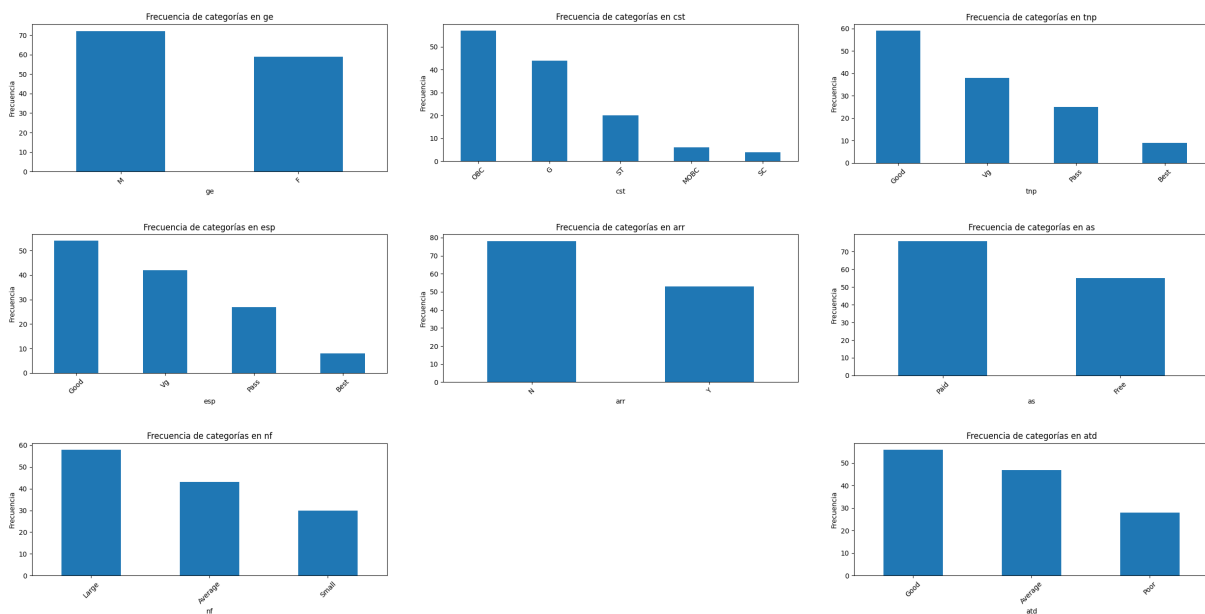 Frecuencia de categorías en ge
Frecuencia
70
60
50
40
30
20
10
0
M
F
ge
Frecuencia de categorías en cst
Frecuencia
50
40
30
20
10
0
OBC
G
ST
MOBC
SC
cst
Frecuencia de categorías en tnp
Frecuencia
60
50
40
30
20
10
0
Good
Vg
Pass
Best
tnp
Frecuencia de categorías en esp
Frecuencia
50
40
30
20
10
0
Good
Vg
Pass
Best
esp
Frecuencia de categorías en arr
Frecuencia
80
70
60
50
40
30
20
10
0
N
Y
arr
Frecuencia de categorías en as
Frecuencia
70
60
50
40
30
20
10
0
Paid
Free
as
Frecuencia de categorías en nf
Frecuencia
60
50
40
30
20
10
0
Large
Average
Small
nf
Frecuencia de categorías en atd
Frecuencia
50
40
30
20
10
0
Good
Average
Poor
atd